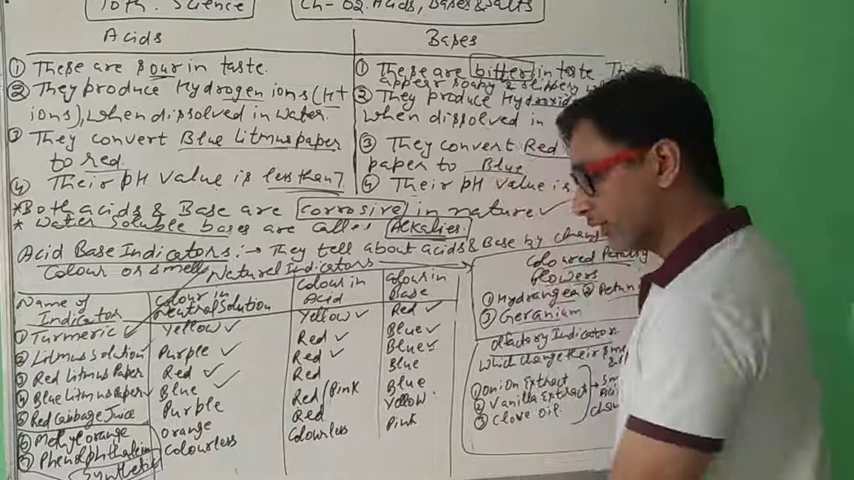 10th. Science
Ch-02. Acids, Bases & Salts
Acids
① These are sour in taste.
② They produce Hydrogen ions (H+
ions), when dissolved in water.
③ They convert Blue litmus paper
to red.
④ Their pH value is less than 7.
Bases
① These are bitter in taste. They
appear soapy & slippery
② They produce
when dissolved in
③ They convert Red
paper to Blue
④ Their pH value is
*Both acids & Base are corrosive in nature ✓
* Water soluble bases are called Alkalies.
Acid Base Indicators :→ They tell about acids & Base by
Colour or smell
Natural Indicators
Name of Indicator | Colour in Neutral Solution | Colour in Acid | Colour in Base
① Turmeric | Yellow ✓ | Yellow ✓ | Red ✓
② Litmus Solution | Purple ✓ | Red ✓ | Blue ✓
③ Red Litmus Paper | Red ✓ | Red ✓ | Blue ✓
④ Blue Litmus Paper | Blue ✓ | Red | Blue
⑤ Red Cabbage Juice | Purple | Red/Pink | Blue
⑥ Methyl orange | Orange | Red | Yellow
⑦ Phenolphthalein | Colourless | Colourless | Pink
Synthetic
Coloured
flowers
① Hydrangea ②
③ Geranium
Olfactory Indicator
Which change their
① Onion Extract
② Vanilla Extract
③ Clove Oil